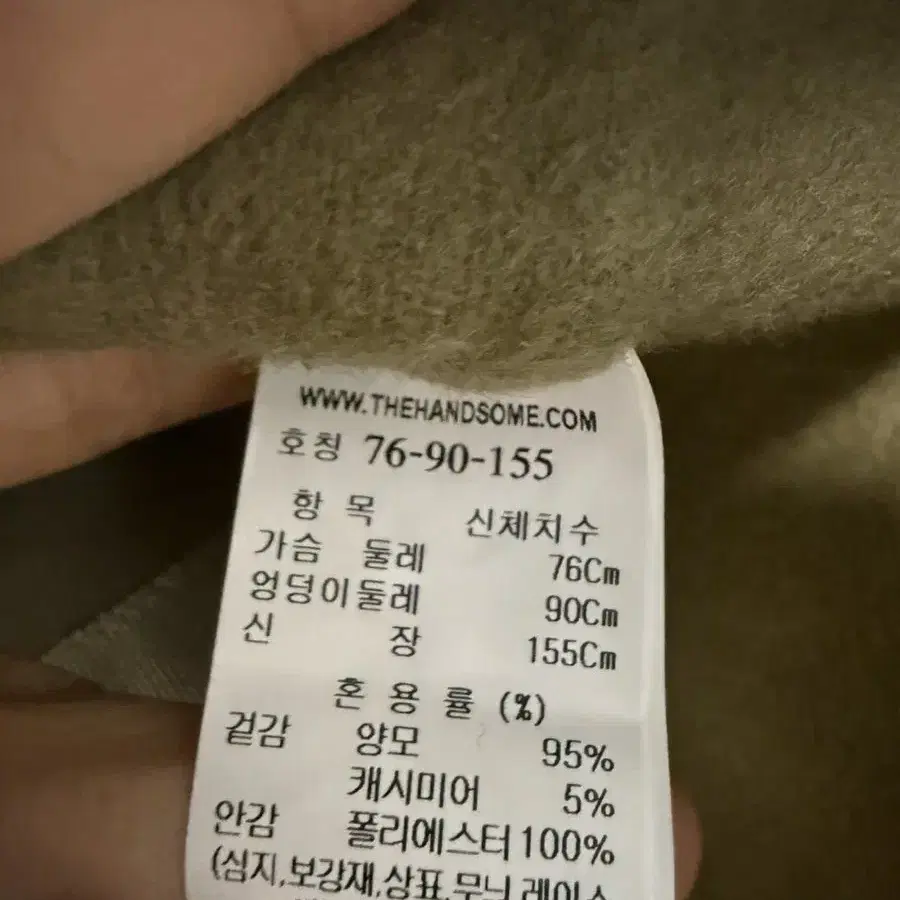 WWW.THEHANDSOME.COM
호칭 76-90-155
항 목 신체치수
가슴 둘레 76Cm
엉덩이둘레 90Cm
신 장 155Cm
혼 용 률 (%)
겉감 양모 95%
캐시미어 5%
안감 폴리에스터 100%
(심지,보강재,상표,무늬,레이스